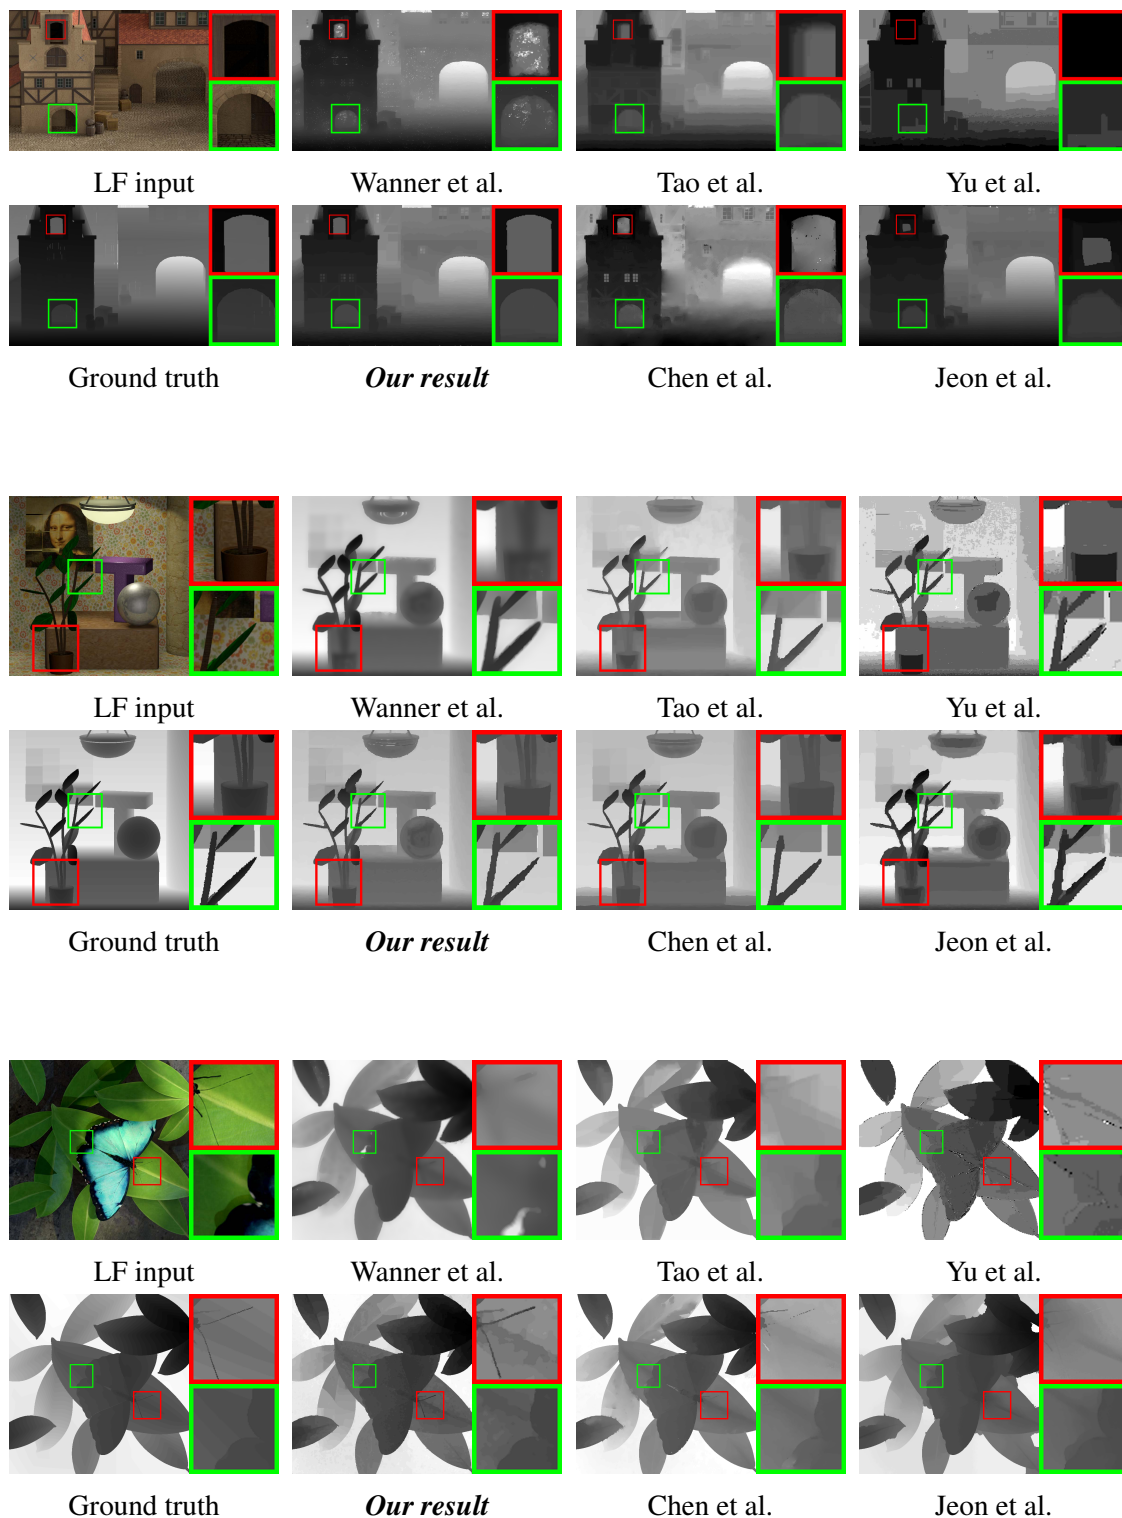 LF input Wanner et al. Tao et al. Yu et al.
Ground truth Our result Chen et al. Jeon et al.
LF input Wanner et al. Tao et al. Yu et al.
Ground truth Our result Chen et al. Jeon et al.
LF input Wanner et al. Tao et al. Yu et al.
Ground truth Our result Chen et al. Jeon et al.